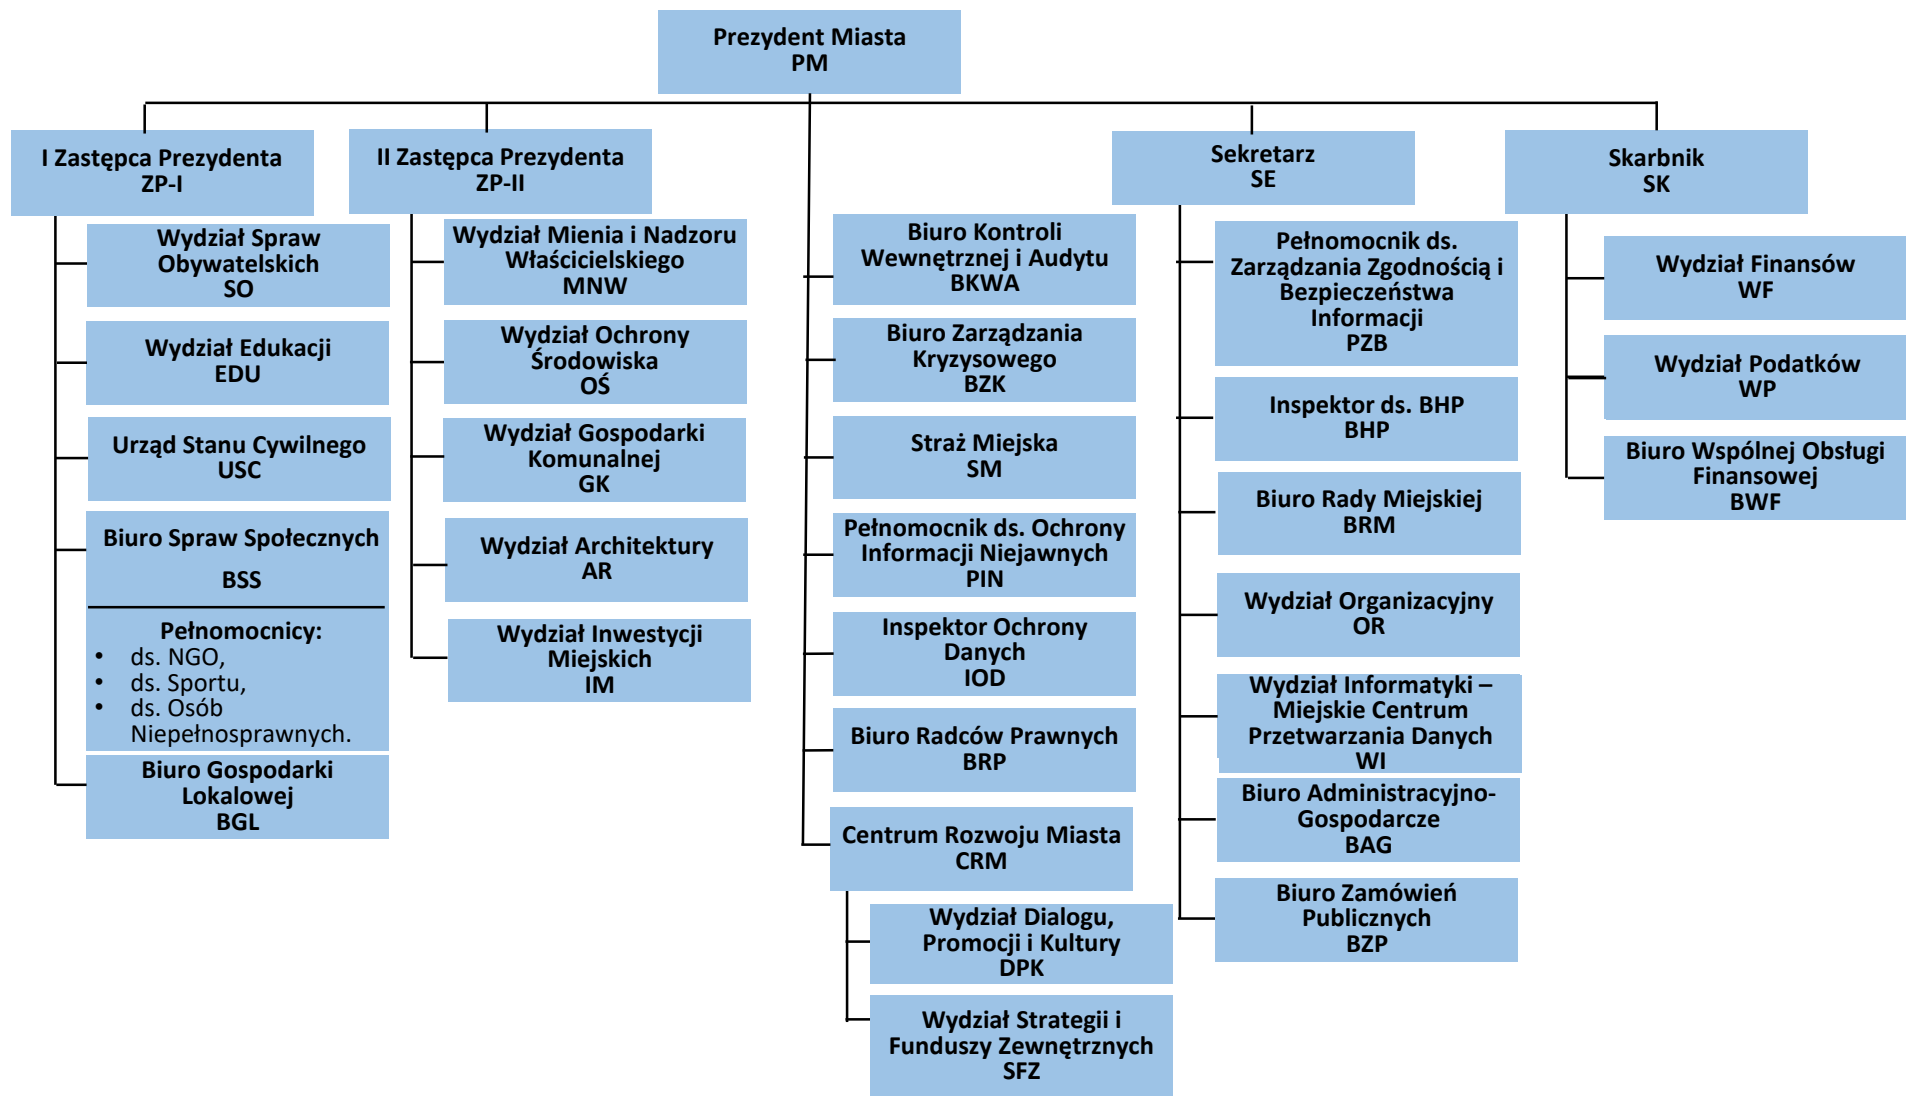 Prezydent Miasta
PM
I Zastępca Prezydenta
ZP-I
Wydział Spraw
Obywatelskich
SO
Wydział Edukacji
EDU
Urząd Stanu Cywilnego
USC
Biuro Spraw Społecznych
BSS
Pełnomocnicy:
• ds. NGO,
• ds. Sportu,
• ds. Osób
Niepełnosprawnych.
Biuro Gospodarki
Lokalowej
BGL
II Zastępca Prezydenta
ZP-II
Wydział Mienia i Nadzoru
Właścicielskiego
MNW
Wydział Ochrony
Środowiska
OŚ
Wydział Gospodarki
Komunalnej
GK
Wydział Architektury
AR
Wydział Inwestycji
Miejskich
IM
Biuro Kontroli
Wewnętrznej i Audytu
BKWA
Biuro Zarządzania
Kryzysowego
BZK
Straż Miejska
SM
Pełnomocnik ds. Ochrony
Informacji Niejawnych
PIN
Inspektor Ochrony
Danych
IOD
Biuro Radców Prawnych
BRP
Centrum Rozwoju Miasta
CRM
Wydział Dialogu,
Promocji i Kultury
DPK
Wydział Strategii i
Funduszy Zewnętrznych
SFZ
Sekretarz
SE
Pełnomocnik ds.
Zarządzania Zgodnością i
Bezpieczeństwa
Informacji
PZB
Inspektor ds. BHP
BHP
Biuro Rady Miejskiej
BRM
Wydział Organizacyjny
OR
Wydział Informatyki –
Miejskie Centrum
Przetwarzania Danych
WI
Biuro Administracyjno-
Gospodarcze
BAG
Biuro Zamówień
Publicznych
BZP
Skarbnik
SK
Wydział Finansów
WF
Wydział Podatków
WP
Biuro Wspólnej Obsługi
Finansowej
BWF